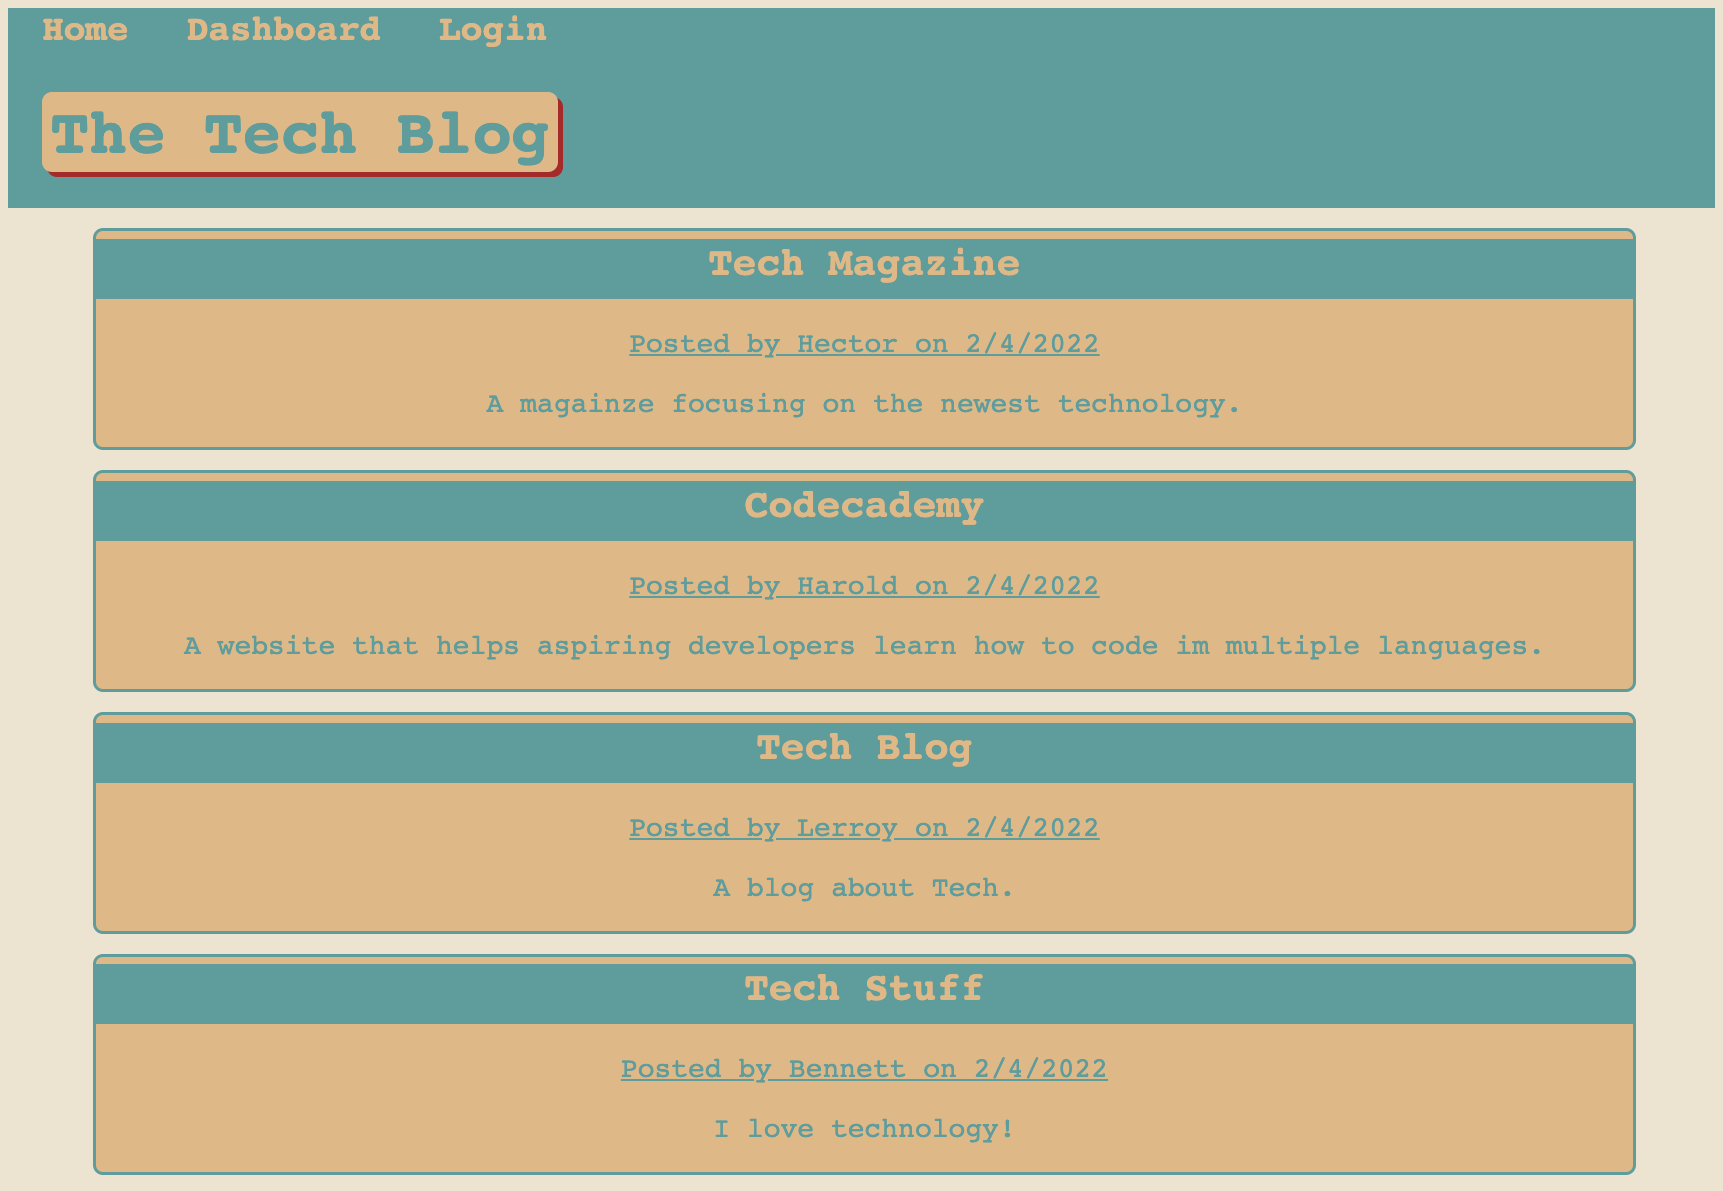 Home Dashboard Login
The Tech Blog
Tech Magazine
Posted by Hector on 2/4/2022
A magainze focusing on the newest technology.
Codecademy
Posted by Harold on 2/4/2022
A website that helps aspiring developers learn how to code im multiple languages.
Tech Blog
Posted by Lerroy on 2/4/2022
A blog about Tech.
Tech Stuff
Posted by Bennett on 2/4/2022
I love technology!